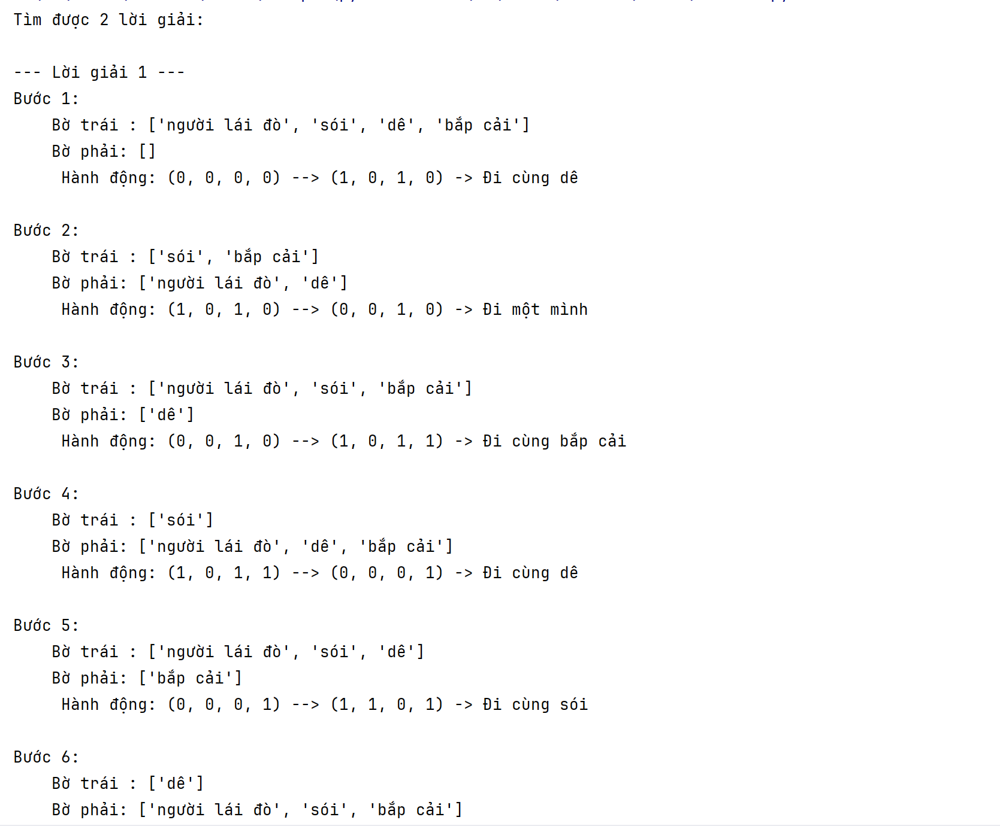 Tìm được 2 lời giải:
--- Lời giải 1 ---
Bước 1:
Bờ trái : ['người lái đò', 'sói', 'dê', 'bắp cải']
Bờ phải: []
Hành động: (0, 0, 0, 0) --> (1, 0, 1, 0) -> Đi cùng dê
Bước 2:
Bờ trái : ['sói', 'bắp cải']
Bờ phải: ['người lái đò', 'dê']
Hành động: (1, 0, 1, 0) --> (0, 0, 1, 0) -> Đi một mình
Bước 3:
Bờ trái : ['người lái đò', 'sói', 'bắp cải']
Bờ phải: ['dê']
Hành động: (0, 0, 1, 0) --> (1, 0, 1, 1) -> Đi cùng bắp cải
Bước 4:
Bờ trái : ['sói']
Bờ phải: ['người lái đò', 'dê', 'bắp cải']
Hành động: (1, 0, 1, 1) --> (0, 0, 0, 1) -> Đi cùng dê
Bước 5:
Bờ trái : ['người lái đò', 'sói', 'dê']
Bờ phải: ['bắp cải']
Hành động: (0, 0, 0, 1) --> (1, 1, 0, 1) -> Đi cùng sói
Bước 6:
Bờ trái : ['dê']
Bờ phải: ['người lái đò', 'sói', 'bắp cải']